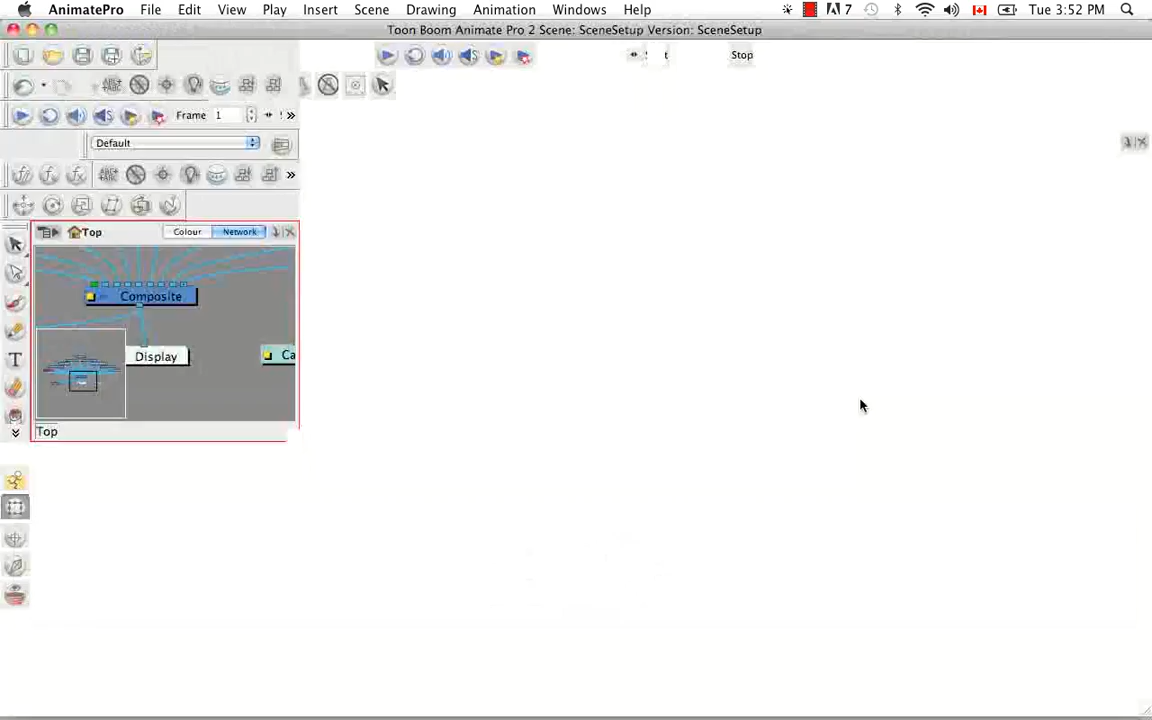 AnimatePro File Edit View Play Insert Scene Drawing Animation Windows Help 7 Tue 3:52 PM
Toon Boom Animate Pro 2 Scene: SceneSetup Version: SceneSetup
Stop
Frame 1 »
Default
»
Top Colour Network
Composite
Display
Ca
Top